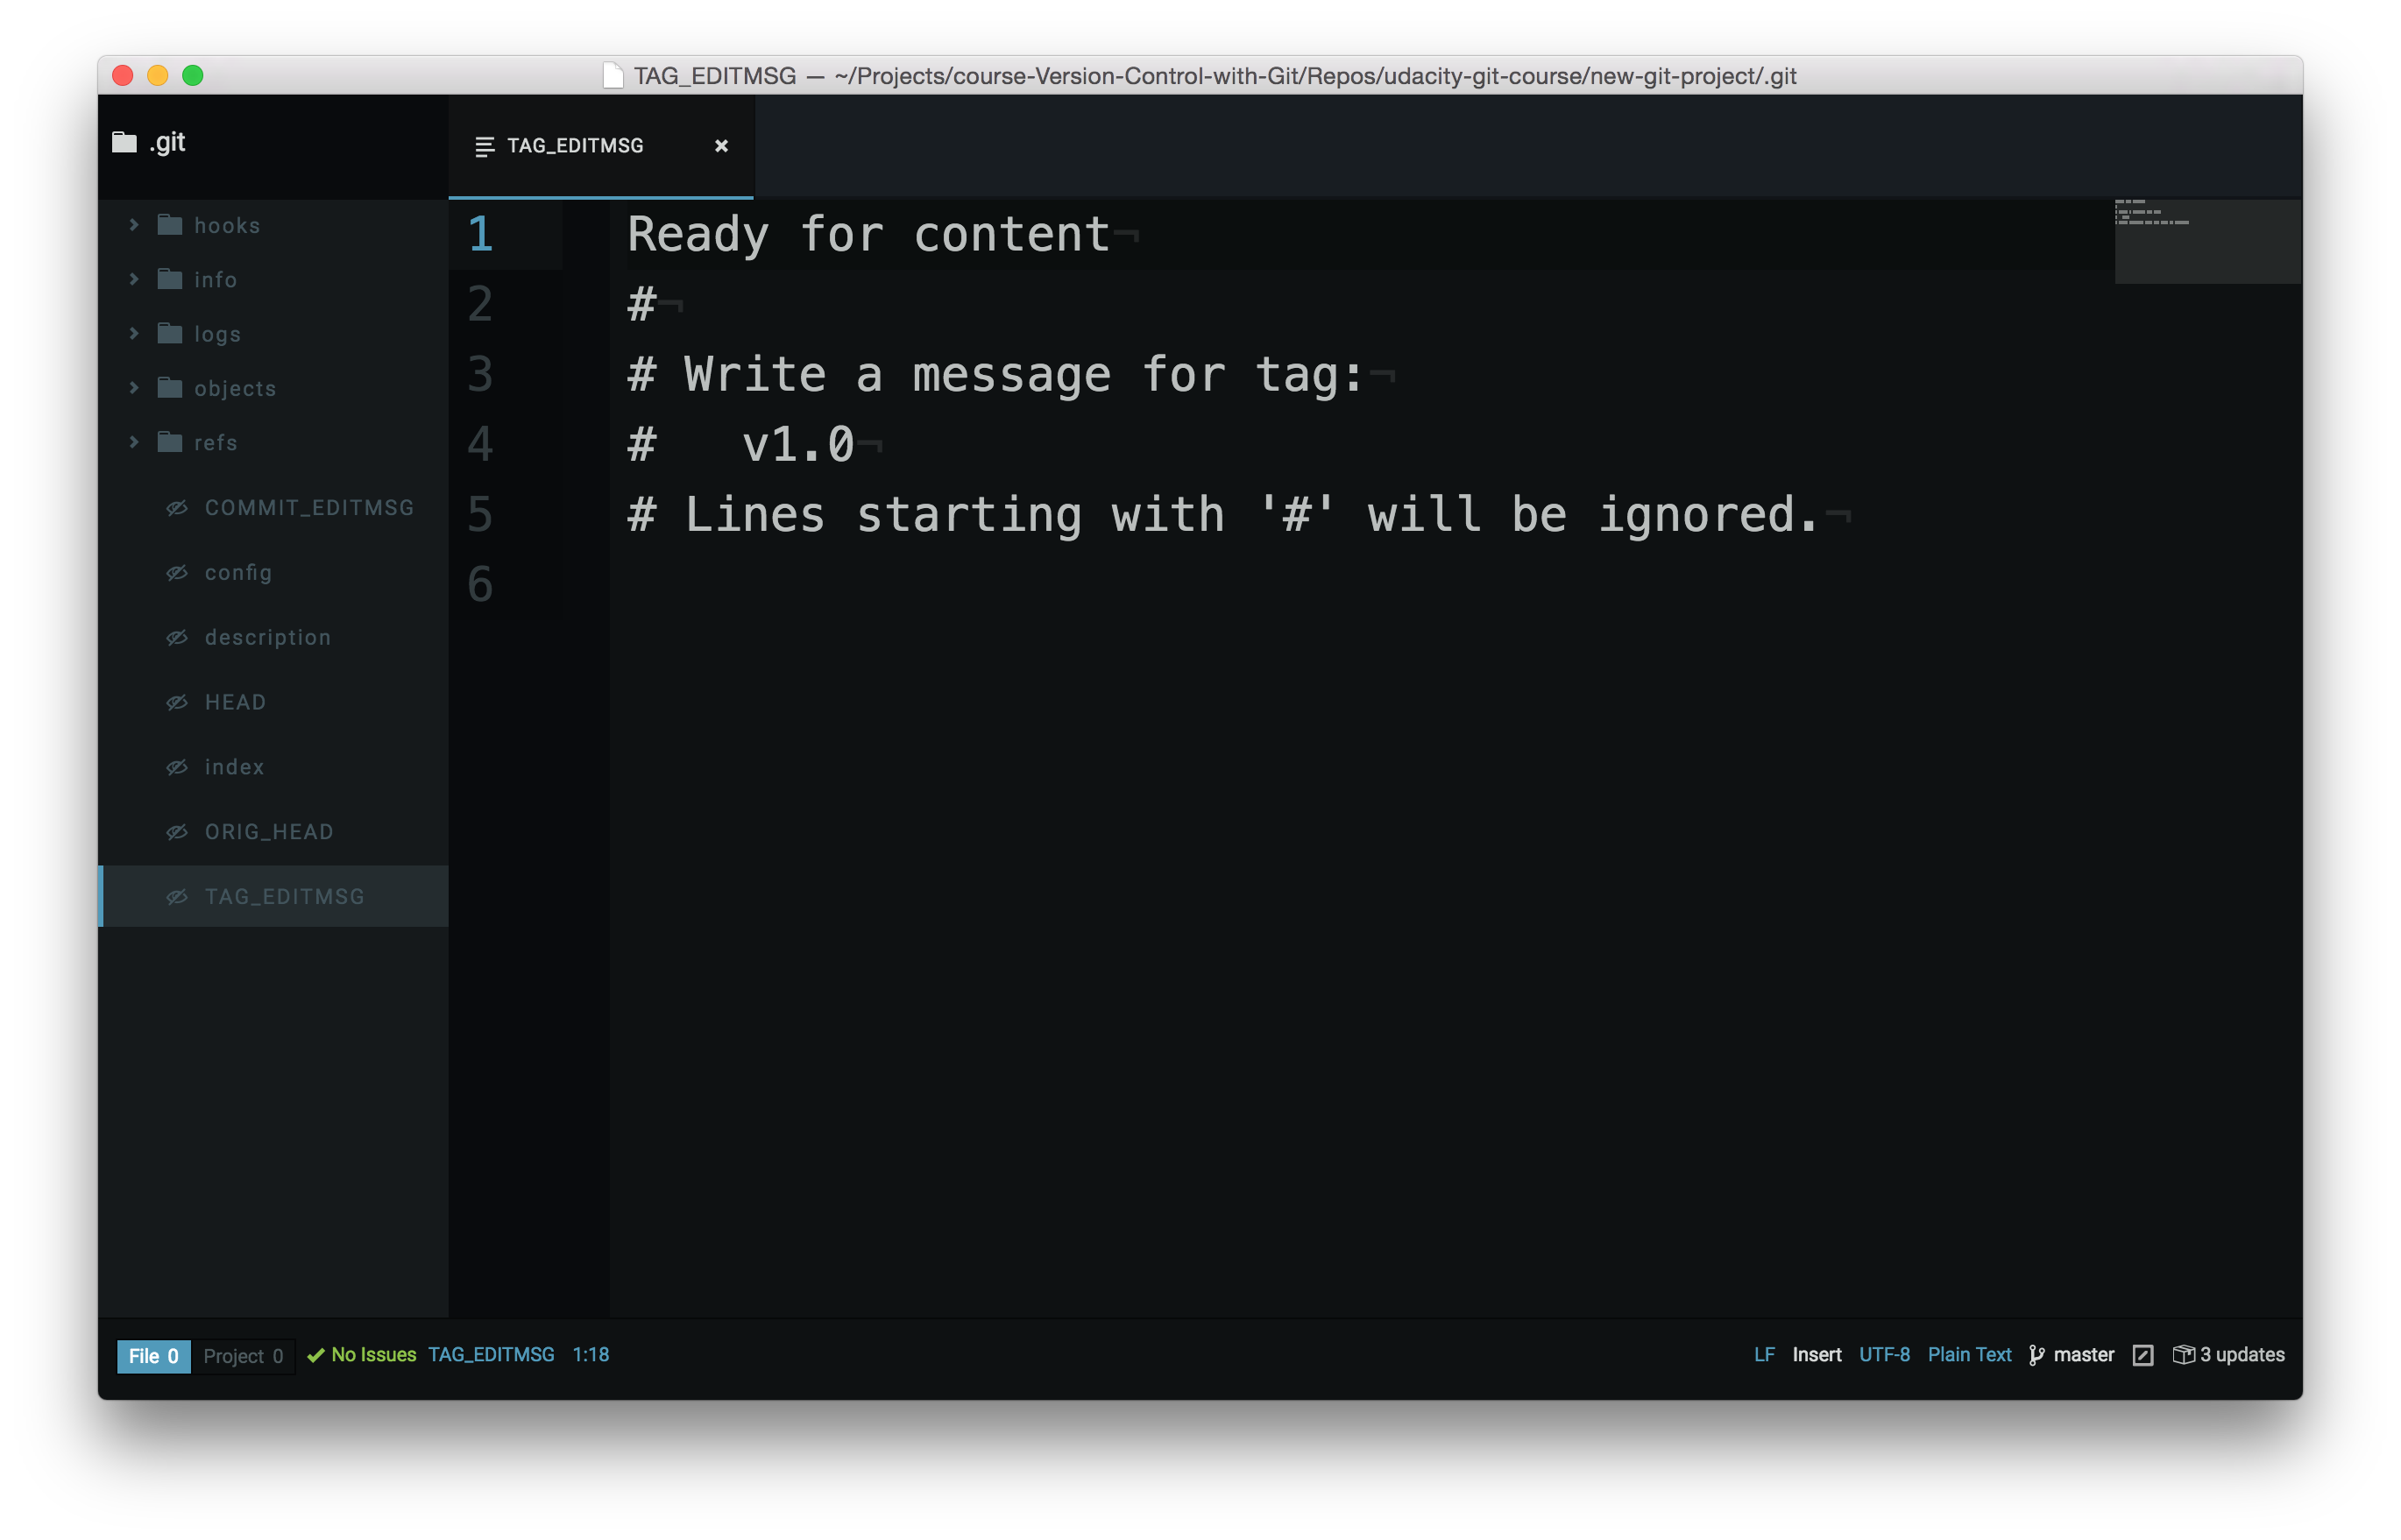 TAG_EDITMSG — ~/Projects/course-Version-Control-with-Git/Repos/udacity-git-course/new-git-project/.git
.git
TAG_EDITMSG
hooks
info
logs
objects
refs
COMMIT_EDITMSG
config
description
HEAD
index
ORIG_HEAD
TAG_EDITMSG
1 Ready for content¬
2 #¬
3 # Write a message for tag:¬
4 #   v1.0¬
5 # Lines starting with '#' will be ignored.¬
6
File 0 Project 0 No Issues TAG_EDITMSG 1:18 LF Insert UTF-8 Plain Text master 3 updates